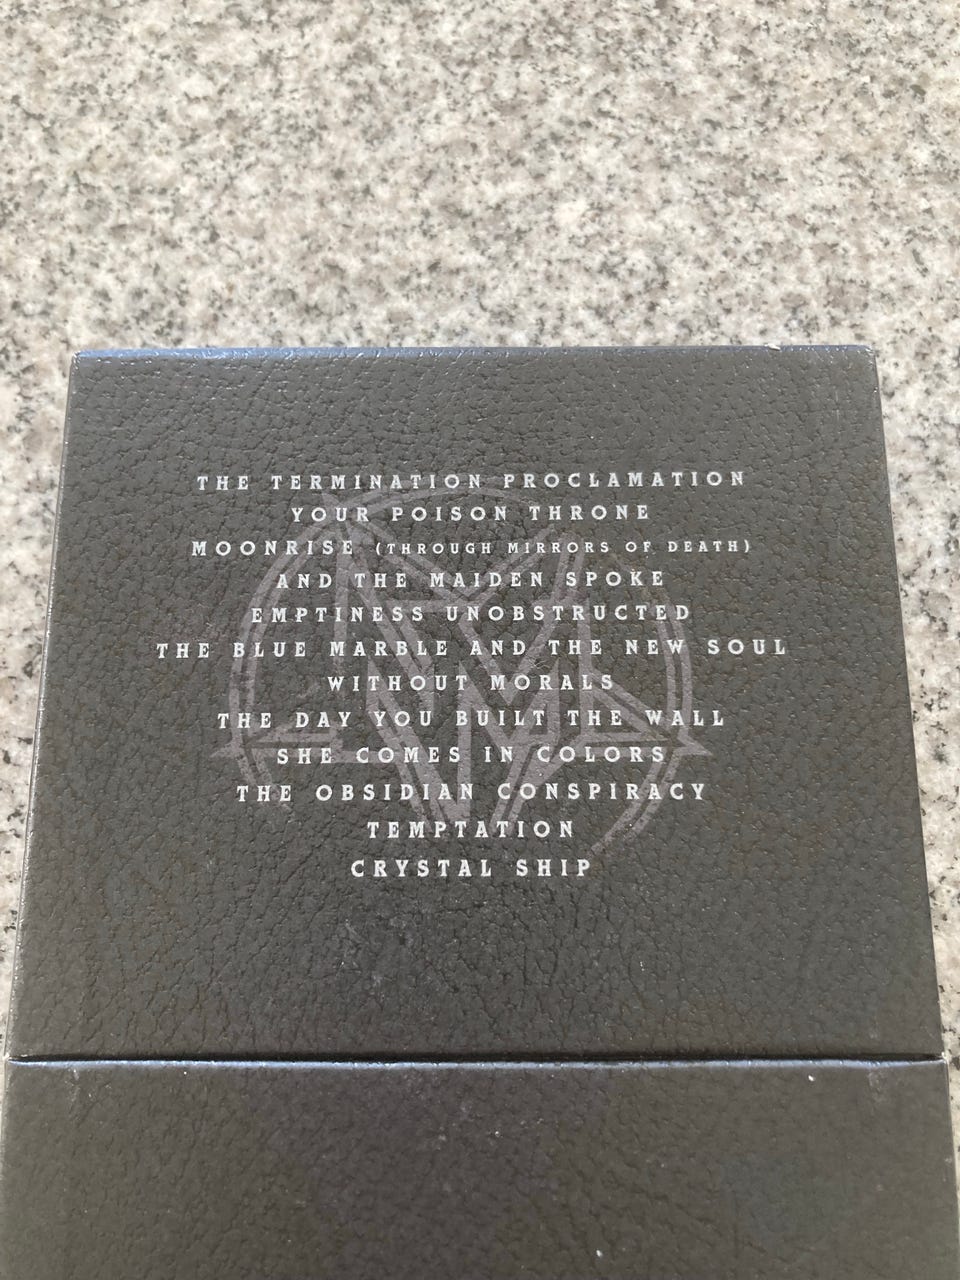 THE TERMINATION PROCLAMATION
YOUR POISON THRONE
MOONRISE (THROUGH MIRRORS OF DEATH)
AND THE MAIDEN SPOKE
EMPTINESS UNOBSTRUCTED
THE BLUE MARBLE AND THE NEW SOUL
WITHOUT MORALS
THE DAY YOU BUILT THE WALL
SHE COMES IN COLORS
THE OBSIDIAN CONSPIRACY
TEMPTATION
CRYSTAL SHIP